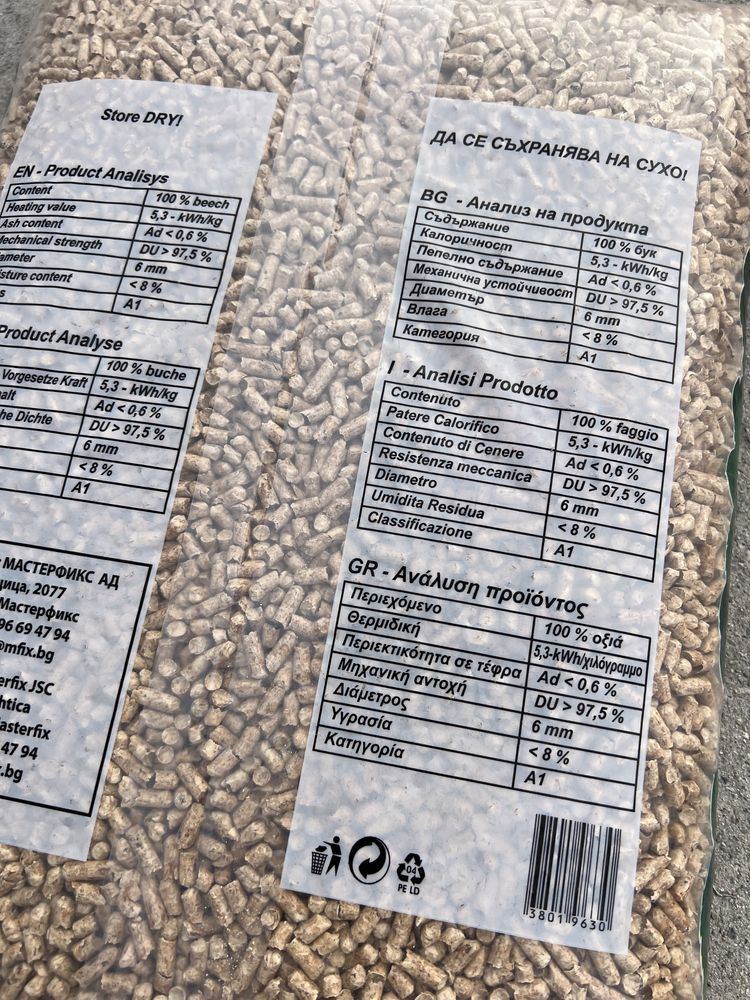 Store DRY!
EN - Product Analisys
Content 100 % beech
Heating value 5,3 - kWh/kg
Ash content Ad < 0,6 %
echanical strength DU > 97,5 %
ameter 6 mm
isture content < 8 %
s A1
Product Analyse
100 % buche
Vorgesetze Kraft 5,3 - kWh/kg
alt Ad < 0,6 %
he Dichte DU > 97,5 %
6 mm
< 8 %
A1
МАСТЕРФИКС АД
ица, 2077
Мастерфикс
96 69 47 94
@mfix.bg
erfix JSC
htica
asterfix
47 94
.bg
ДА СЕ СЪХРАНЯВА НА СУХО!
BG - Анализ на продукта
Съдържание 100 % бук
Калоричност 5,3 - kWh/kg
Пепелно съдържание Ad < 0,6 %
Механична устойчивост DU > 97,5 %
Диаметър 6 mm
Влага < 8 %
Категория A1
I - Analisi Prodotto
Contenuto 100 % faggio
Patere Calorifico 5,3 - kWh/kg
Contenuto di Cenere Ad < 0,6 %
Resistenza meccanica DU > 97,5 %
Diametro 6 mm
Umidita Residua < 8 %
Classificazione A1
GR - Ανάλυση προϊόντος
Περιεχόμενο 100 % οξιά
Θερμιδική 5,3-kWh/χιλόγραμμο
Περιεκτικότητα σε τέφρα Ad < 0,6 %
Μηχανική αντοχή DU > 97,5 %
Διάμετρος 6 mm
Υγρασία < 8 %
Κατηγορία A1
04
PE LD
3801 9630